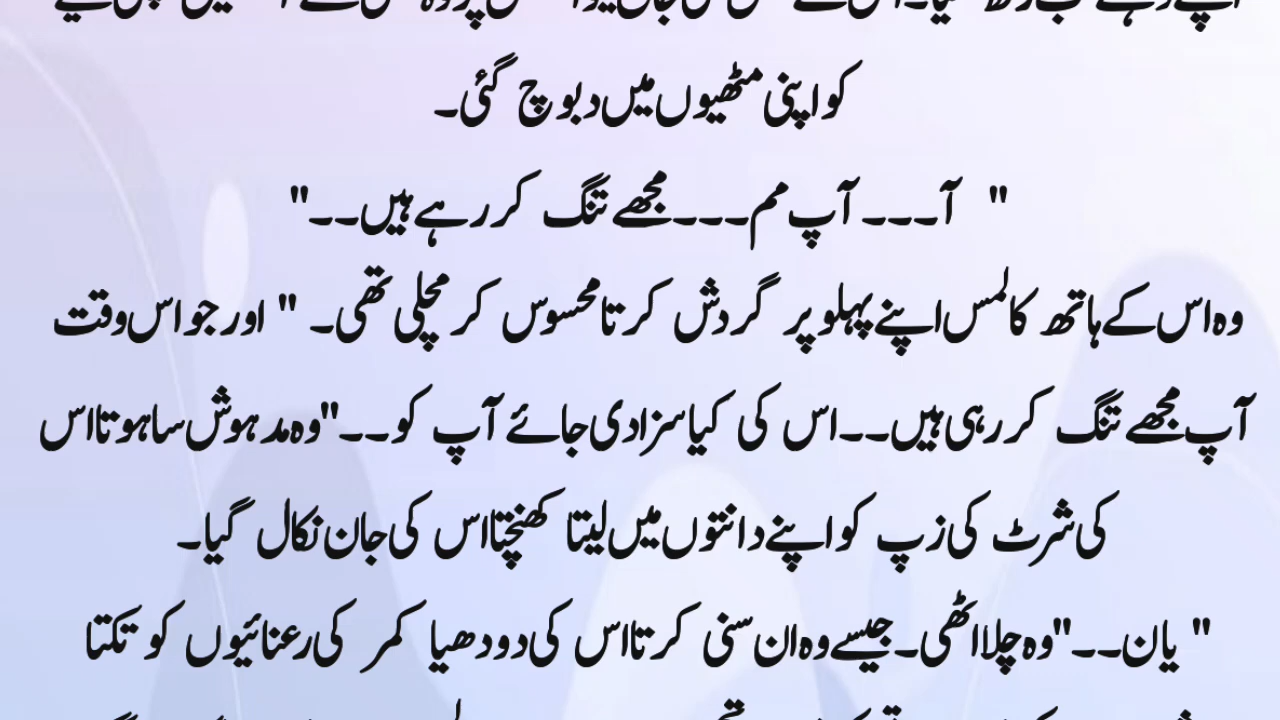 کو اپنی مٹھیوں میں دبوچ گئی۔
" آ۔۔۔ آپ مم۔۔۔ مجھے تنگ کر رہے ہیں۔۔"
وہ اس کے ہاتھ کا لمس اپنے پہلو پر گردش کرتا محسوس کر مچلی تھی۔ " اور جو اس وقت
آپ مجھے تنگ کر رہی ہیں۔۔ اس کی کیا سزا دی جائے آپ کو۔۔" وہ مدہوش سا ہوتا اس
کی شرٹ کی زپ کو اپنے دانتوں میں لیتا کھنچتا اس کی جان نکال گیا۔
" یان۔۔" وہ چلا اٹھی۔ جیسے وہ ان سنی کرتا اس کی دودھیا کمر کی رعنائیوں کو تکتا